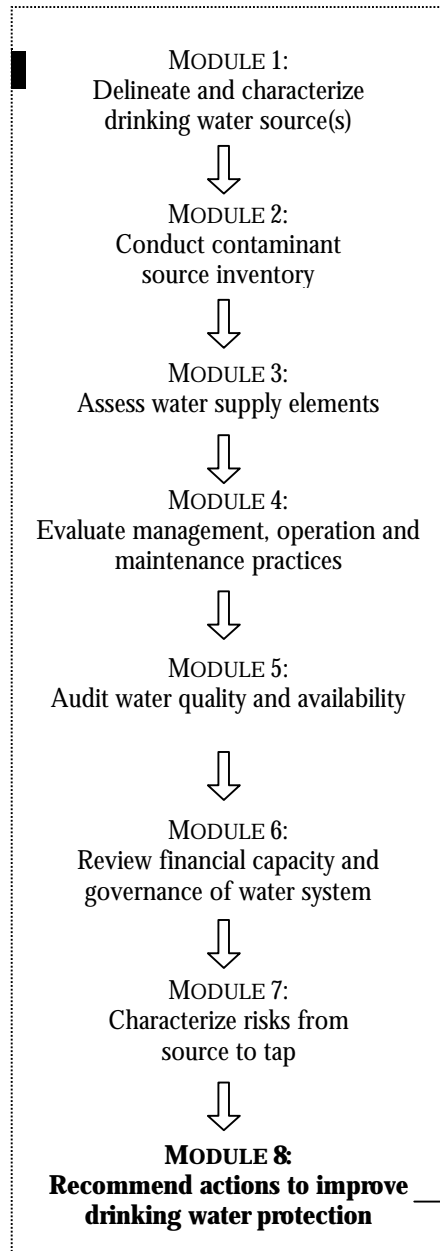 MODULE 1:
Delineate and characterize
drinking water source(s)
MODULE 2:
Conduct contaminant
source inventory
MODULE 3:
Assess water supply elements
MODULE 4:
Evaluate management, operation and
maintenance practices
MODULE 5:
Audit water quality and availability
MODULE 6:
Review financial capacity and
governance of water system
MODULE 7:
Characterize risks from
source to tap
MODULE 8:
Recommend actions to improve
drinking water protection